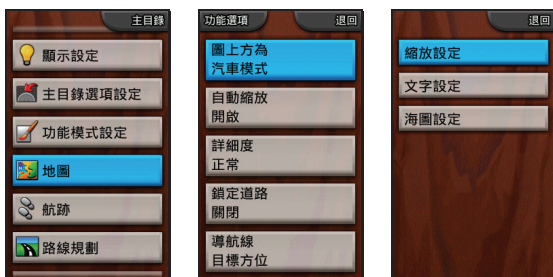 主目錄
顯示設定
主目錄選項設定
功能模式設定
地圖
航跡
路線規劃
功能選項
退回
圖上方為
汽車模式
自動縮放
開啟
詳細度
正常
鎖定道路
關閉
導航線
目標方位
退回
縮放設定
文字設定
海圖設定